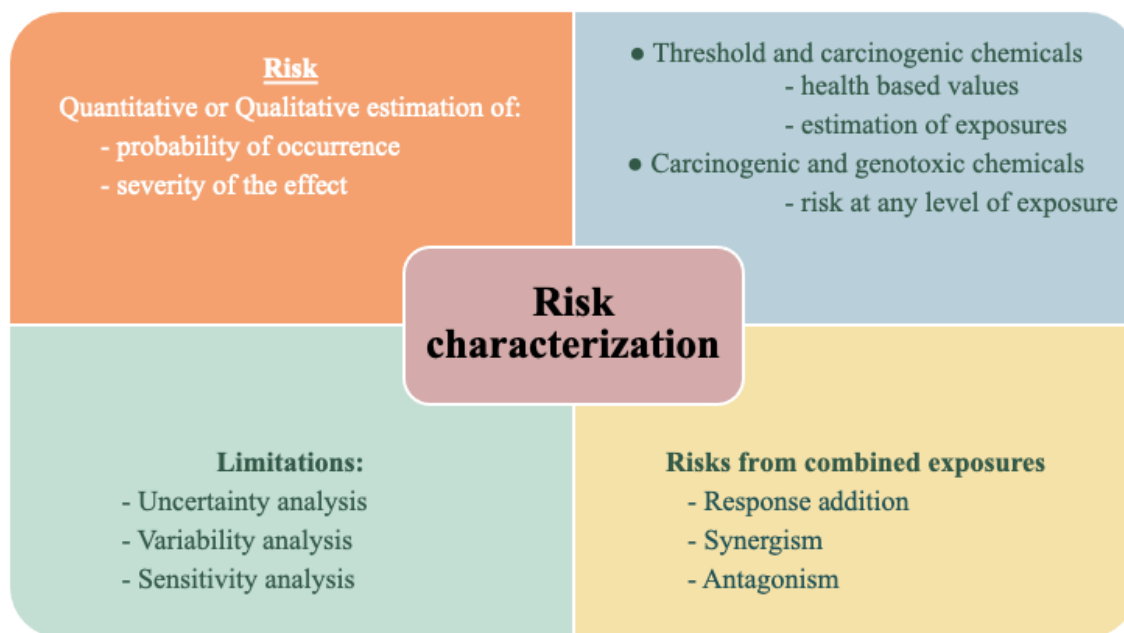 Risk
Quantitative or Qualitative estimation of:
- probability of occurrence
- severity of the effect
● Threshold and carcinogenic chemicals
- health based values
- estimation of exposures
● Carcinogenic and genotoxic chemicals
- risk at any level of exposure
Risk
characterization
Limitations:
- Uncertainty analysis
- Variability analysis
- Sensitivity analysis
Risks from combined exposures
- Response addition
- Synergism
- Antagonism